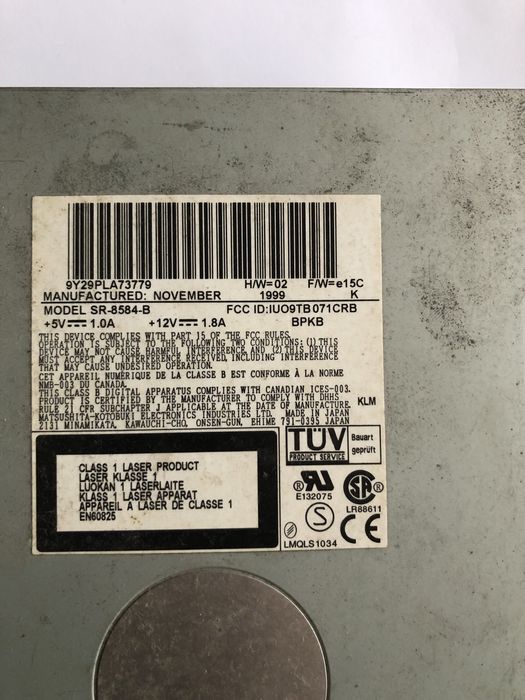 9Y29PLA73779 H/W=02 F/W=e15C
MANUFACTURED: NOVEMBER 1999 K
MODEL SR-8584-B FCC ID:IUO9TB071CRB
+5V 1.0A +12V 1.8A BPKB
THIS DEVICE COMPLIES WITH PART 15 OF THE FCC RULES
OPERATION IS SUBJECT TO THE FOLLOWING TWO CONDITIONS: (1) THIS
DEVICE MAY NOT CAUSE HARMFUL INTERFERENCE AND (2) THIS DEVICE
MUST ACCEPT ANY INTERFERENCE RECEIVED INCLUDING INTERFERENCE
THAT MAY CAUSE UNDESIRED OPERATION.
CET APPAREIL NUMÉRIQUE DE LA CLASSE B EST CONFORME À LA NORME
NMB-003 DU CANADA.
THIS CLASS B DIGITAL APPARATUS COMPLIES WITH CANADIAN ICES-003.
PRODUCT IS CERTIFIED BY THE MANUFACTURER TO COMPLY WITH DHHS
RULE 21 CFR SUBCHAPTER J APPLICABLE AT THE DATE OF MANUFACTURE.
MATSUSHITA-KOTOBUKI ELECTRONICS INDUSTRIES LTD. MADE IN JAPAN
2131 MINAMIKATA, KAWAUCHI-CHO, ONSEN-GUN, EHIME 791-0395 JAPAN
KLM
CLASS 1 LASER PRODUCT
LASER KLASSE 1
LUOKAN 1 LASERLAITE
KLASS 1 LASER APPARAT
APPAREIL A LASER DE CLASSE 1
EN60825
TÜV Bauart
PRODUCT SERVICE geprüft
E132075
LR88611
S
CE
LMQLS1034